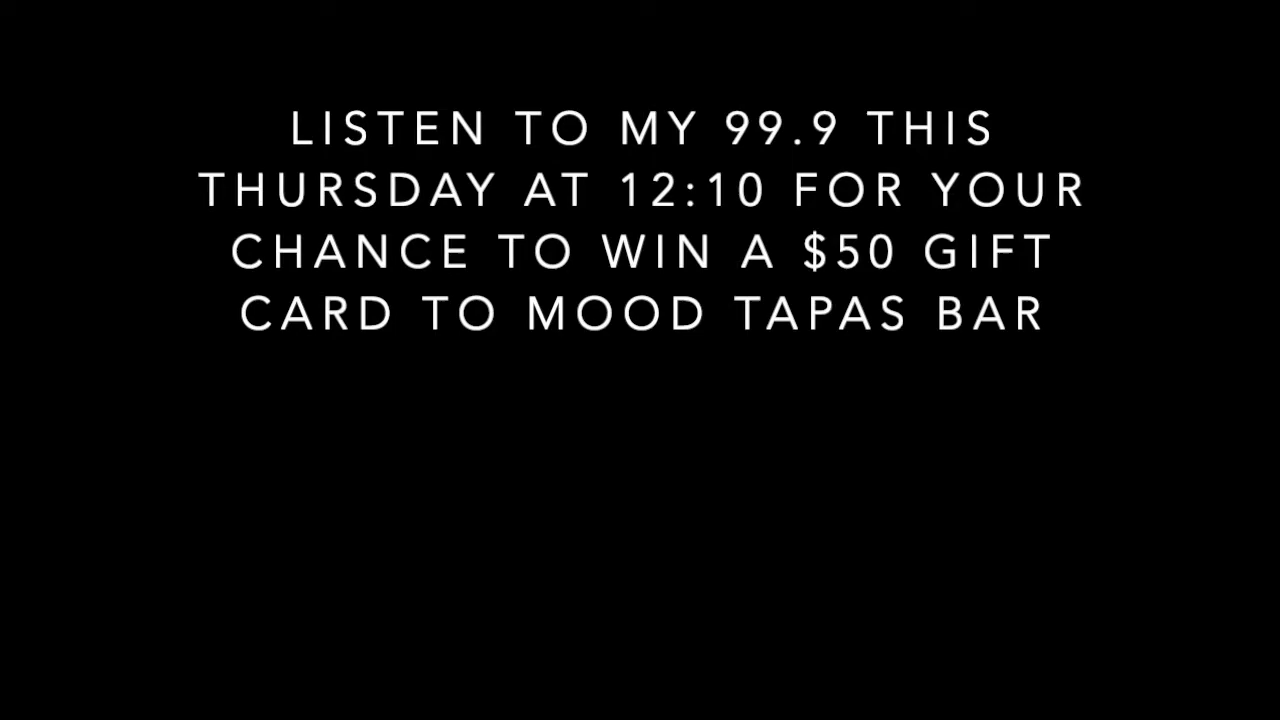 LISTEN TO MY 99.9 THIS
THURSDAY AT 12:10 FOR YOUR
CHANCE TO WIN A $50 GIFT
CARD TO MOOD TAPAS BAR